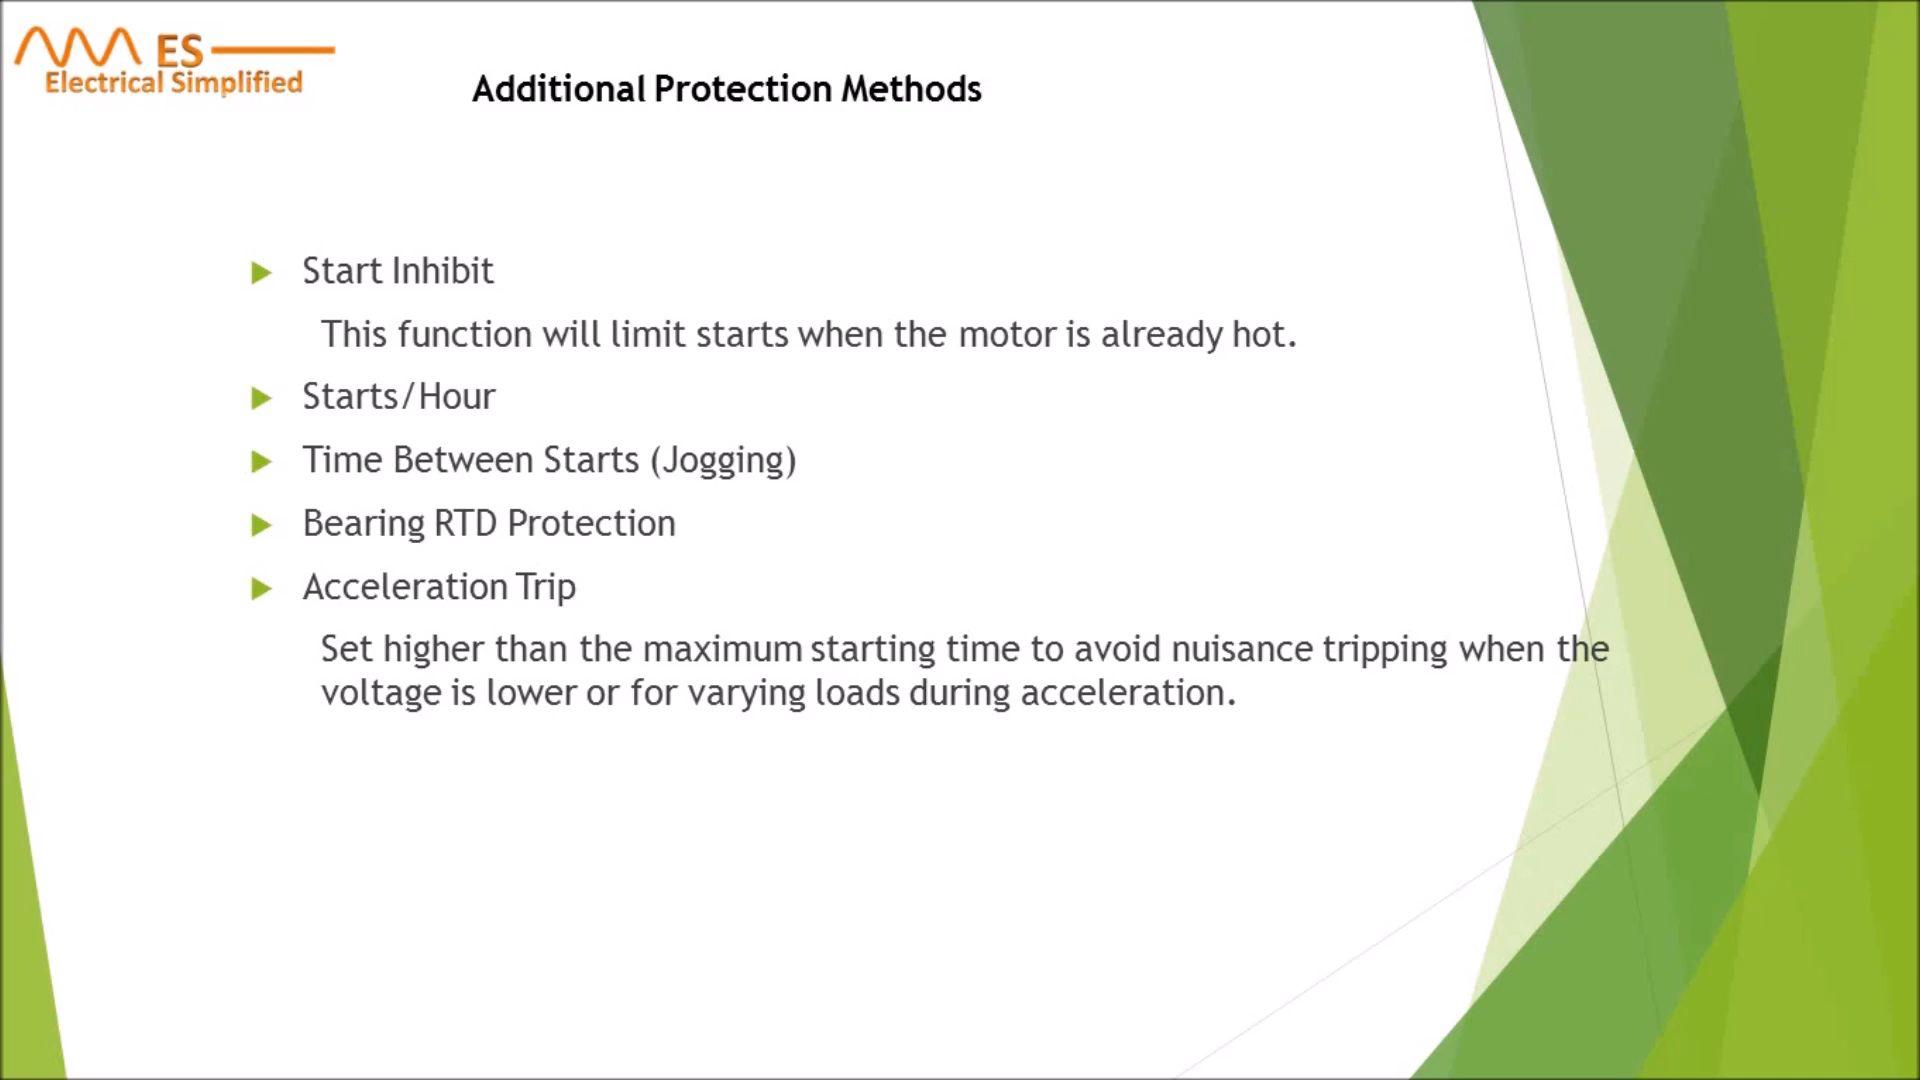 ES
Electrical Simplified
Additional Protection Methods
Start Inhibit
This function will limit starts when the motor is already hot.
Starts/Hour
Time Between Starts (Jogging)
Bearing RTD Protection
Acceleration Trip
Set higher than the maximum starting time to avoid nuisance tripping when the
voltage is lower or for varying loads during acceleration.